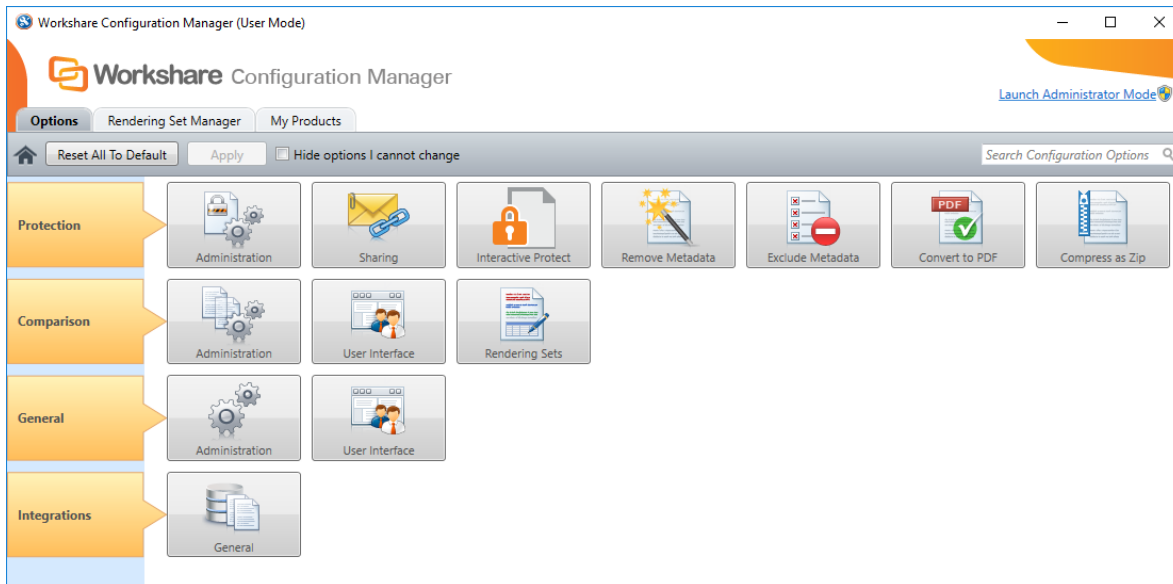 Workshare Configuration Manager (User Mode)
Workshare Configuration Manager
Launch Administrator Mode
Options Rendering Set Manager My Products
Reset All To Default Apply Hide options I cannot change Search Configuration Options
Protection
Administration Sharing Interactive Protect Remove Metadata Exclude Metadata PDF Convert to PDF Compress as Zip
Comparison
Administration User Interface Rendering Sets
General
Administration User Interface
Integrations
General